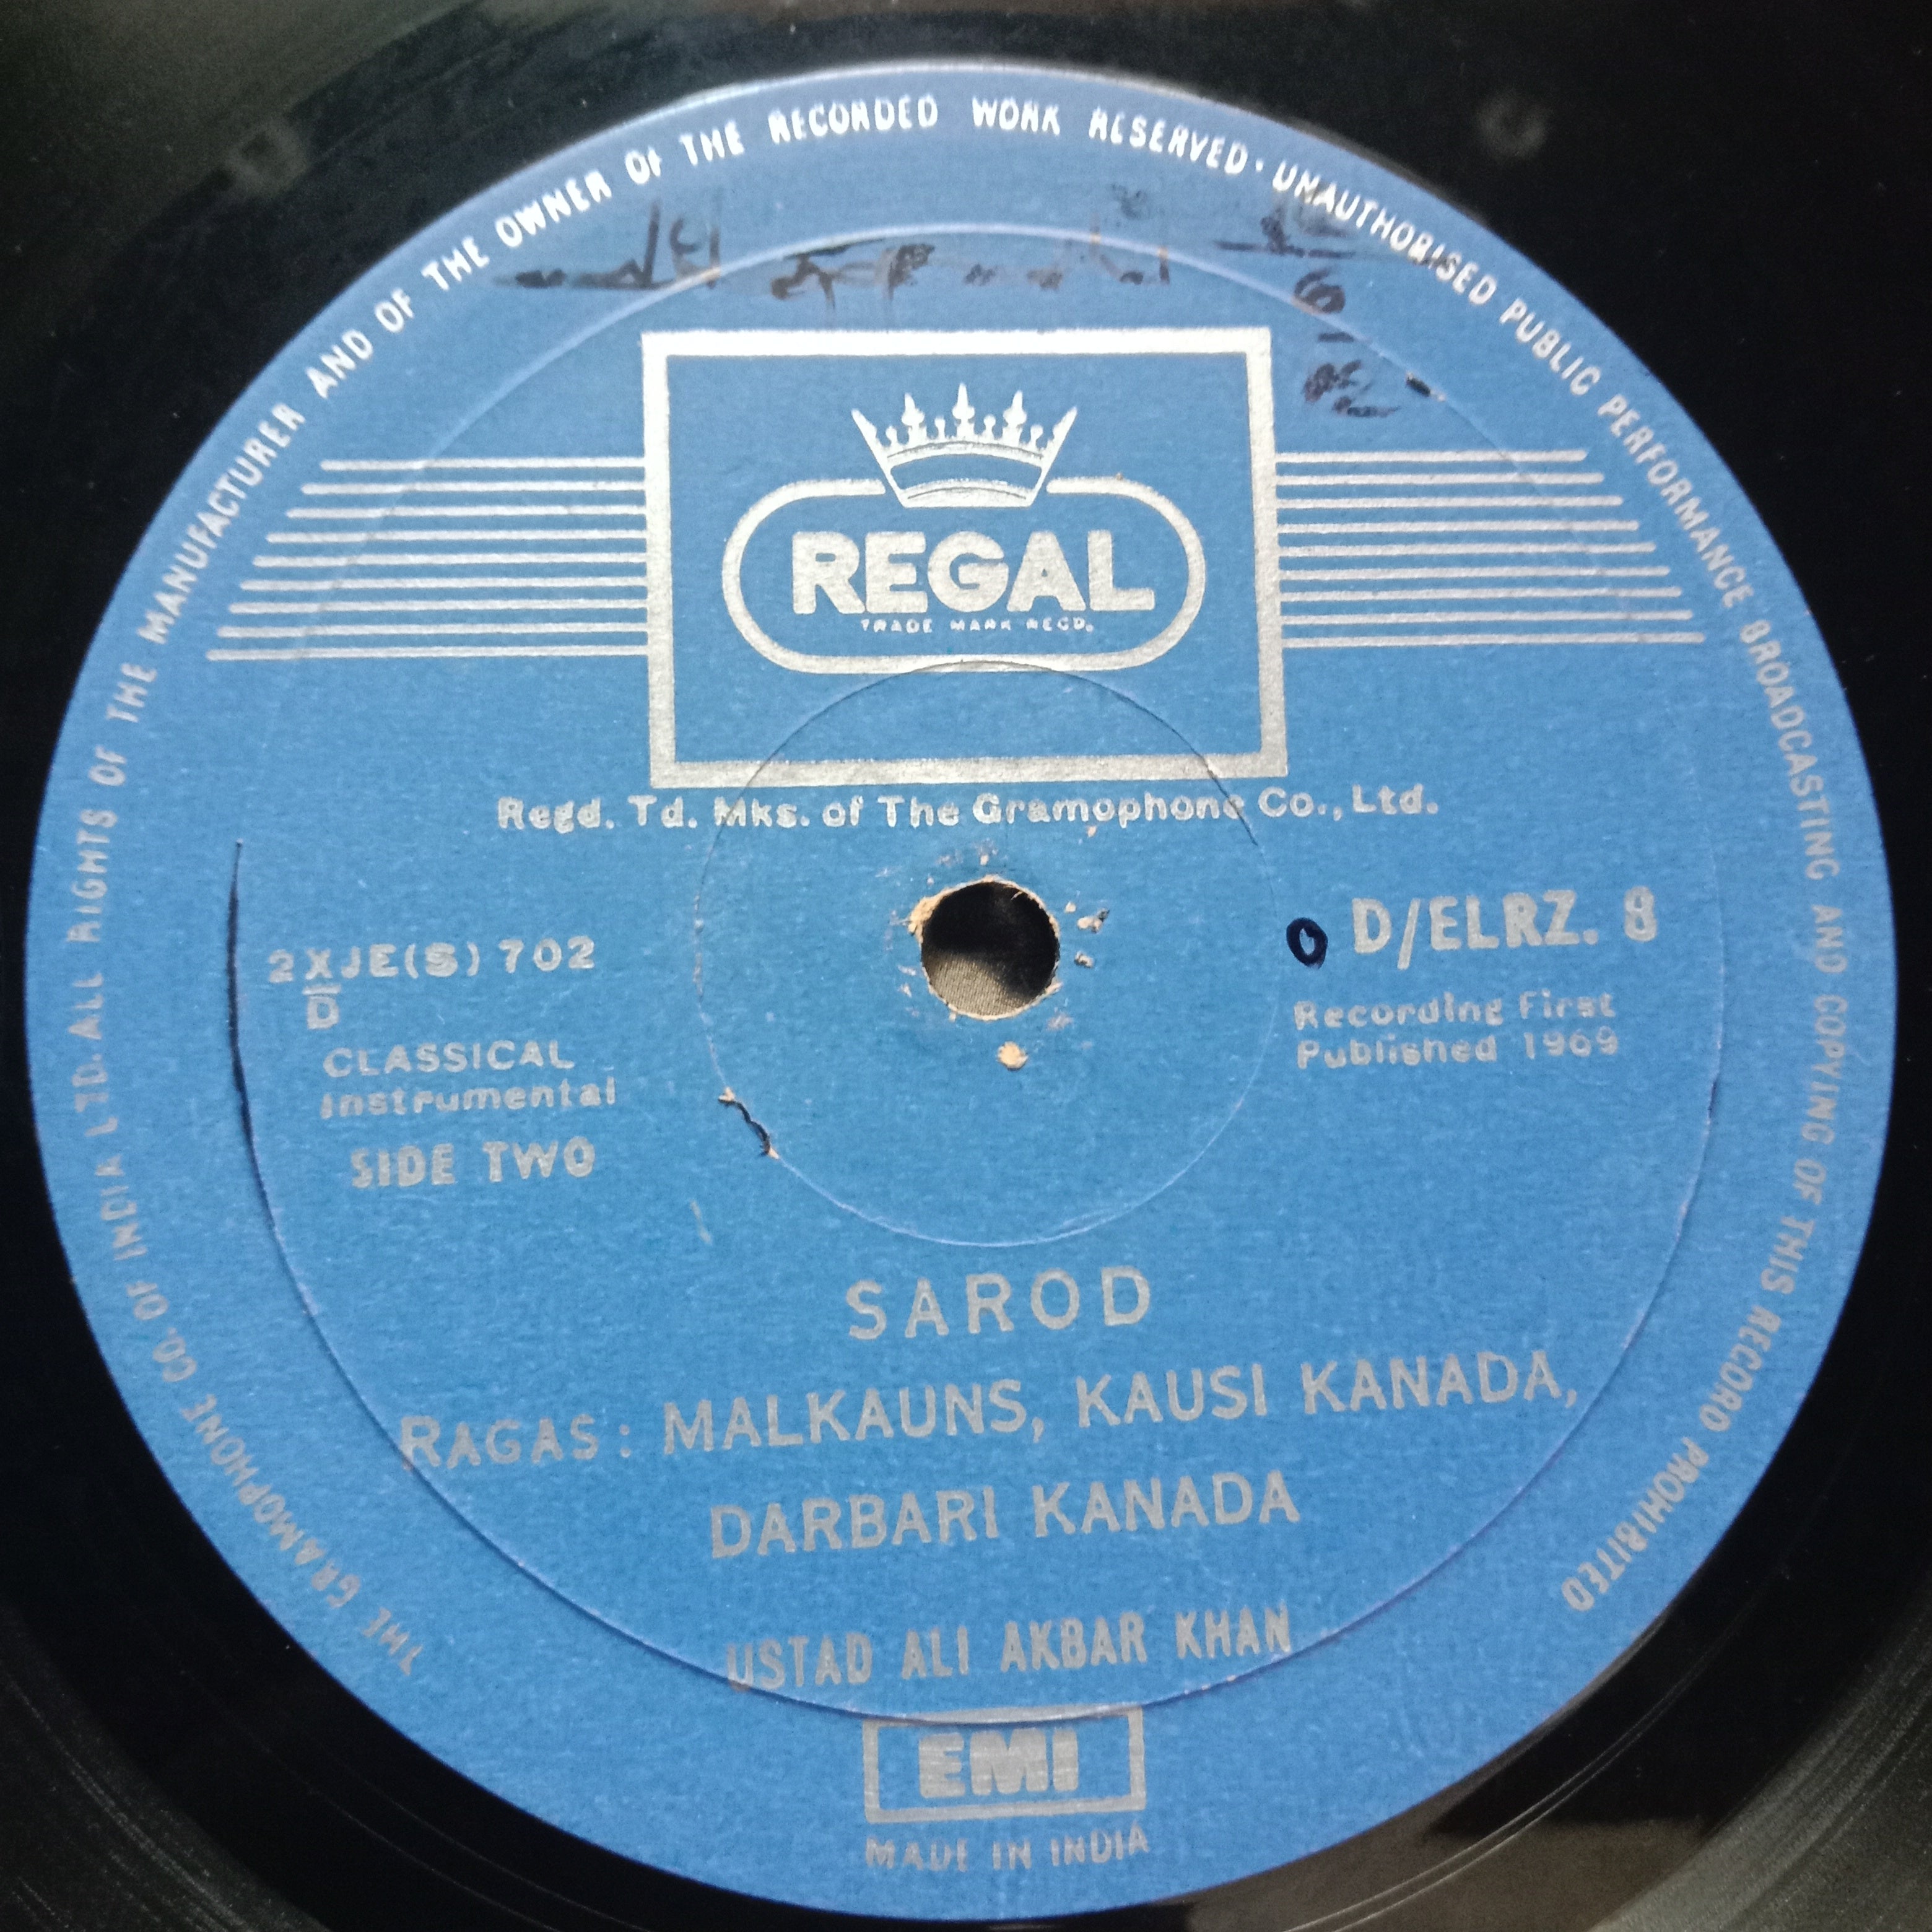 THE GRAMOPHONE CO. OF INDIA LTD. ALL RIGHTS OF THE MANUFACTURER AND OF THE OWNER OF THE RECORDED WORK RESERVED · UNAUTHORISED PUBLIC PERFORMANCE BROADCASTING AND COPYING OF THIS RECORD PROHIBITED
REGAL
TRADE MARK REGD.
Regd. Td. Mks. of The Gramophone Co., Ltd.
2XJE(S) 702
D
CLASSICAL
Instrumental
SIDE TWO
D/ELRZ. 8
Recording First
Published 1969
SAROD
RAGAS: MALKAUNS, KAUSI KANADA,
DARBARI KANADA
USTAD ALI AKBAR KHAN
EMI
MADE IN INDIA